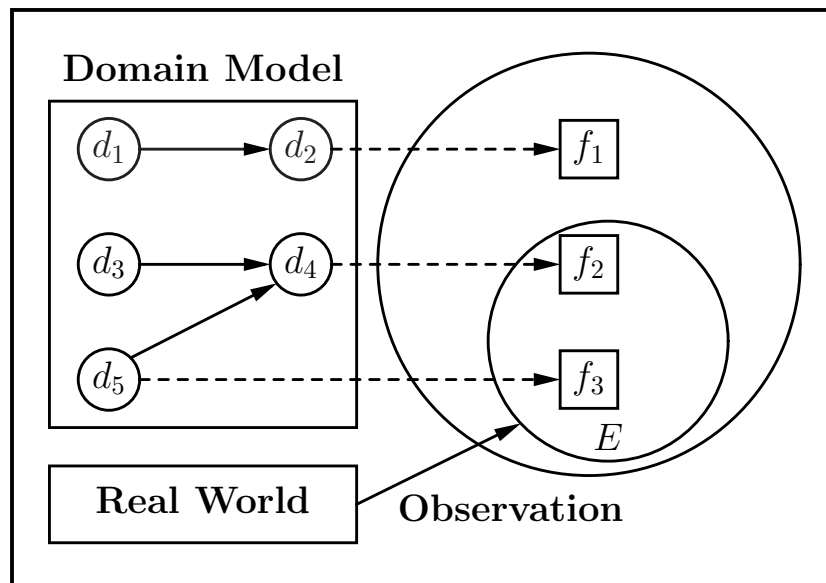 Domain Model
d₁ d₂ f₁
d₃ d₄ f₂
d₅ f₃
E
Real World
Observation